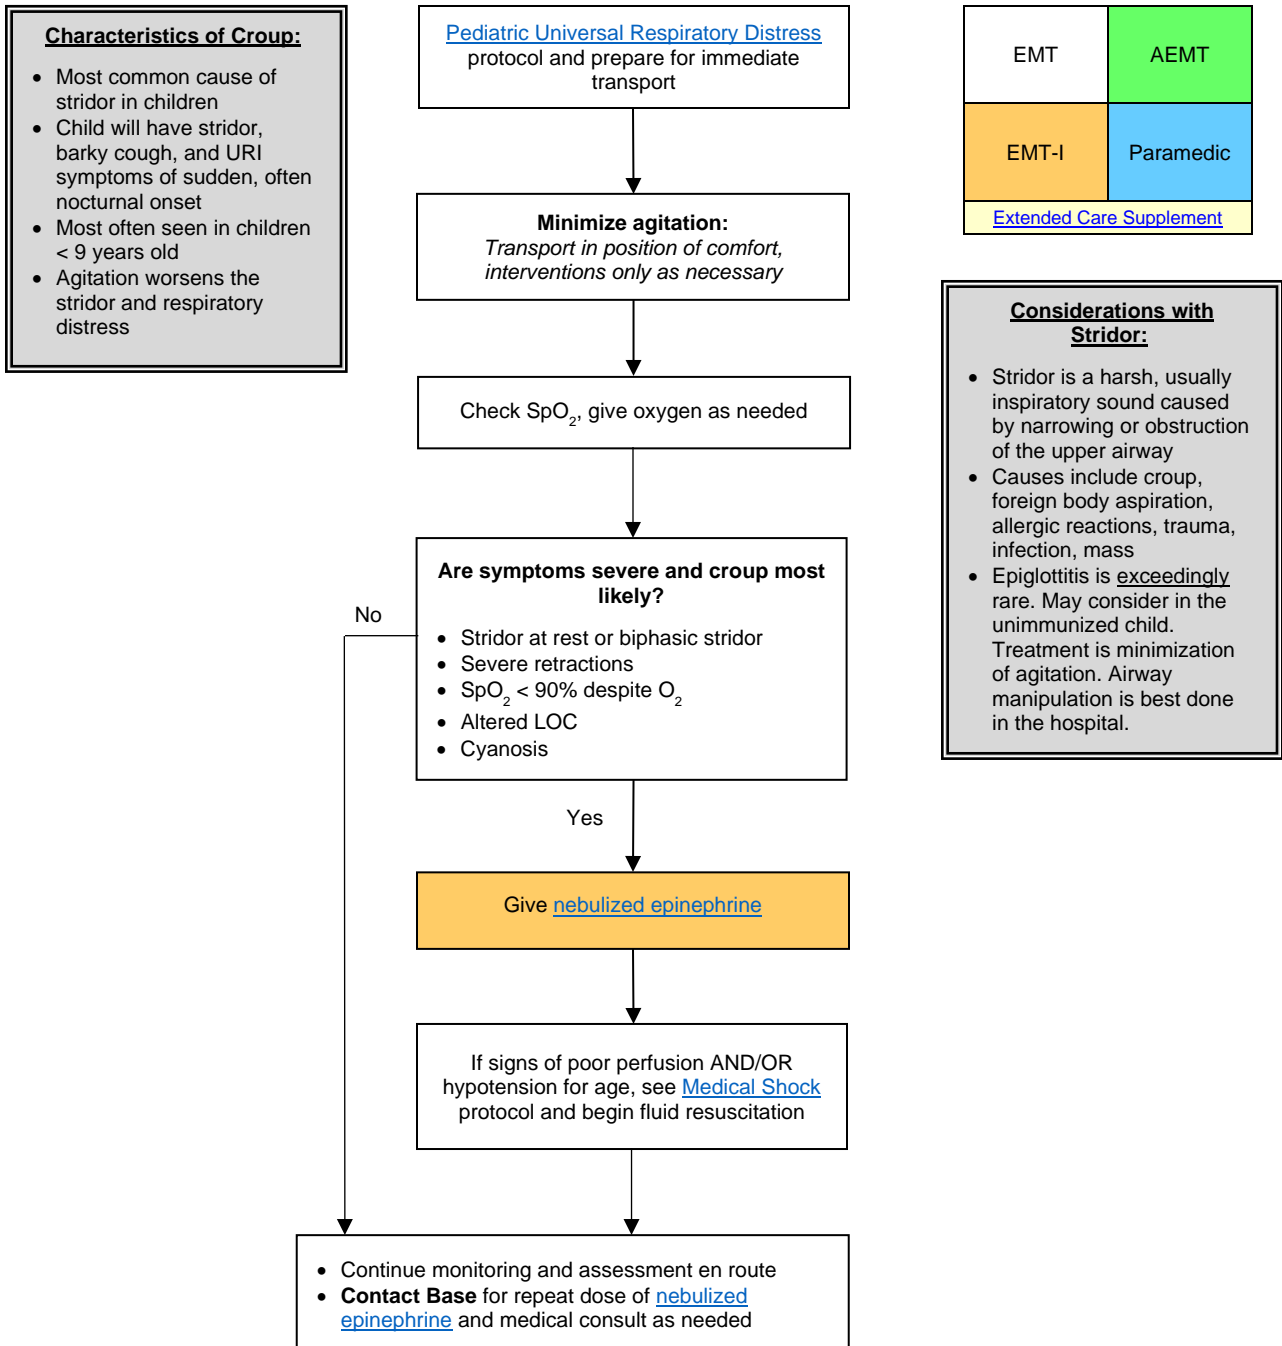 Characteristics of Croup:
• Most common cause of
stridor in children
• Child will have stridor,
barky cough, and URI
symptoms of sudden, often
nocturnal onset
• Most often seen in children
< 9 years old
• Agitation worsens the
stridor and respiratory
distress
Pediatric Universal Respiratory Distress
protocol and prepare for immediate
transport
EMT
AEMT
EMT-I
Paramedic
Extended Care Supplement
Minimize agitation:
Transport in position of comfort,
interventions only as necessary
Check SpO2, give oxygen as needed
Considerations with
Stridor:
• Stridor is a harsh, usually
inspiratory sound caused
by narrowing or obstruction
of the upper airway
• Causes include croup,
foreign body aspiration,
allergic reactions, trauma,
infection, mass
• Epiglottitis is exceedingly
rare. May consider in the
unimmunized child.
Treatment is minimization
of agitation. Airway
manipulation is best done
in the hospital.
Are symptoms severe and croup most
likely?
• Stridor at rest or biphasic stridor
• Severe retractions
• SpO2 < 90% despite O2
• Altered LOC
• Cyanosis
No
Yes
Give nebulized epinephrine
If signs of poor perfusion AND/OR
hypotension for age, see Medical Shock
protocol and begin fluid resuscitation
• Continue monitoring and assessment en route
• Contact Base for repeat dose of nebulized
epinephrine and medical consult as needed